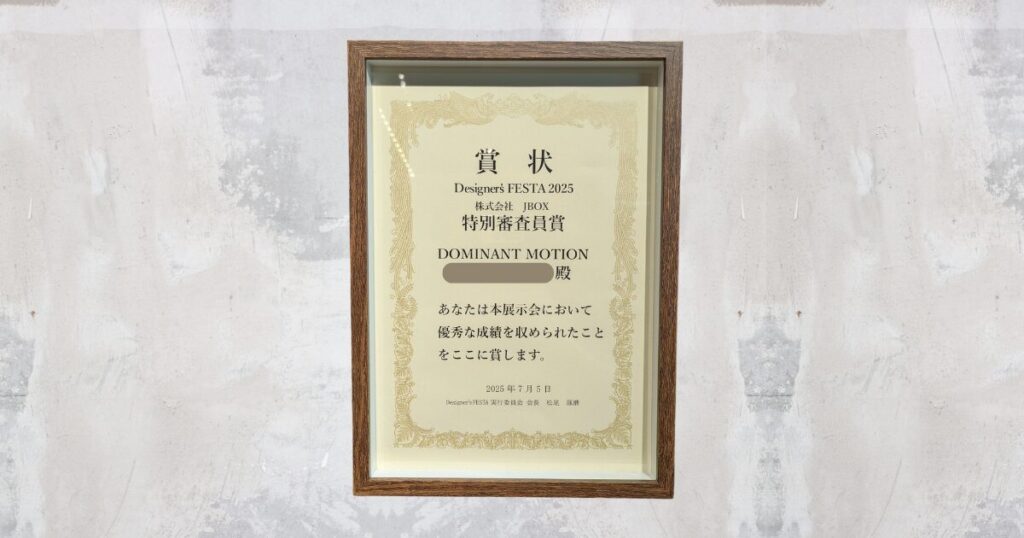 賞 状
Designer's FESTA 2025
株式会社 JBOX
特別審査員賞
DOMINANT MOTION
殿
あなたは本展示会において
優秀な成績を収められたこと
をここに賞します。
2025年7月5日
Designer's FESTA 実行委員会 会長 松尾